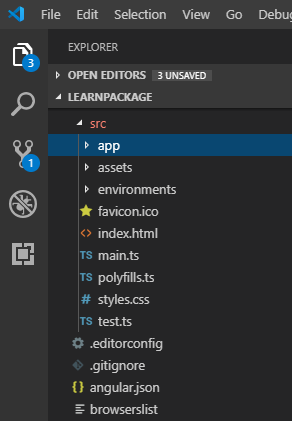 File Edit Selection View Go Debug
EXPLORER
3
OPEN EDITORS 3 UNSAVED
LEARNPACKAGE
src
app
1
assets
environments
favicon.ico
<> index.html
TS main.ts
TS polyfills.ts
# styles.css
TS test.ts
.editorconfig
.gitignore
{} angular.json
browserslist